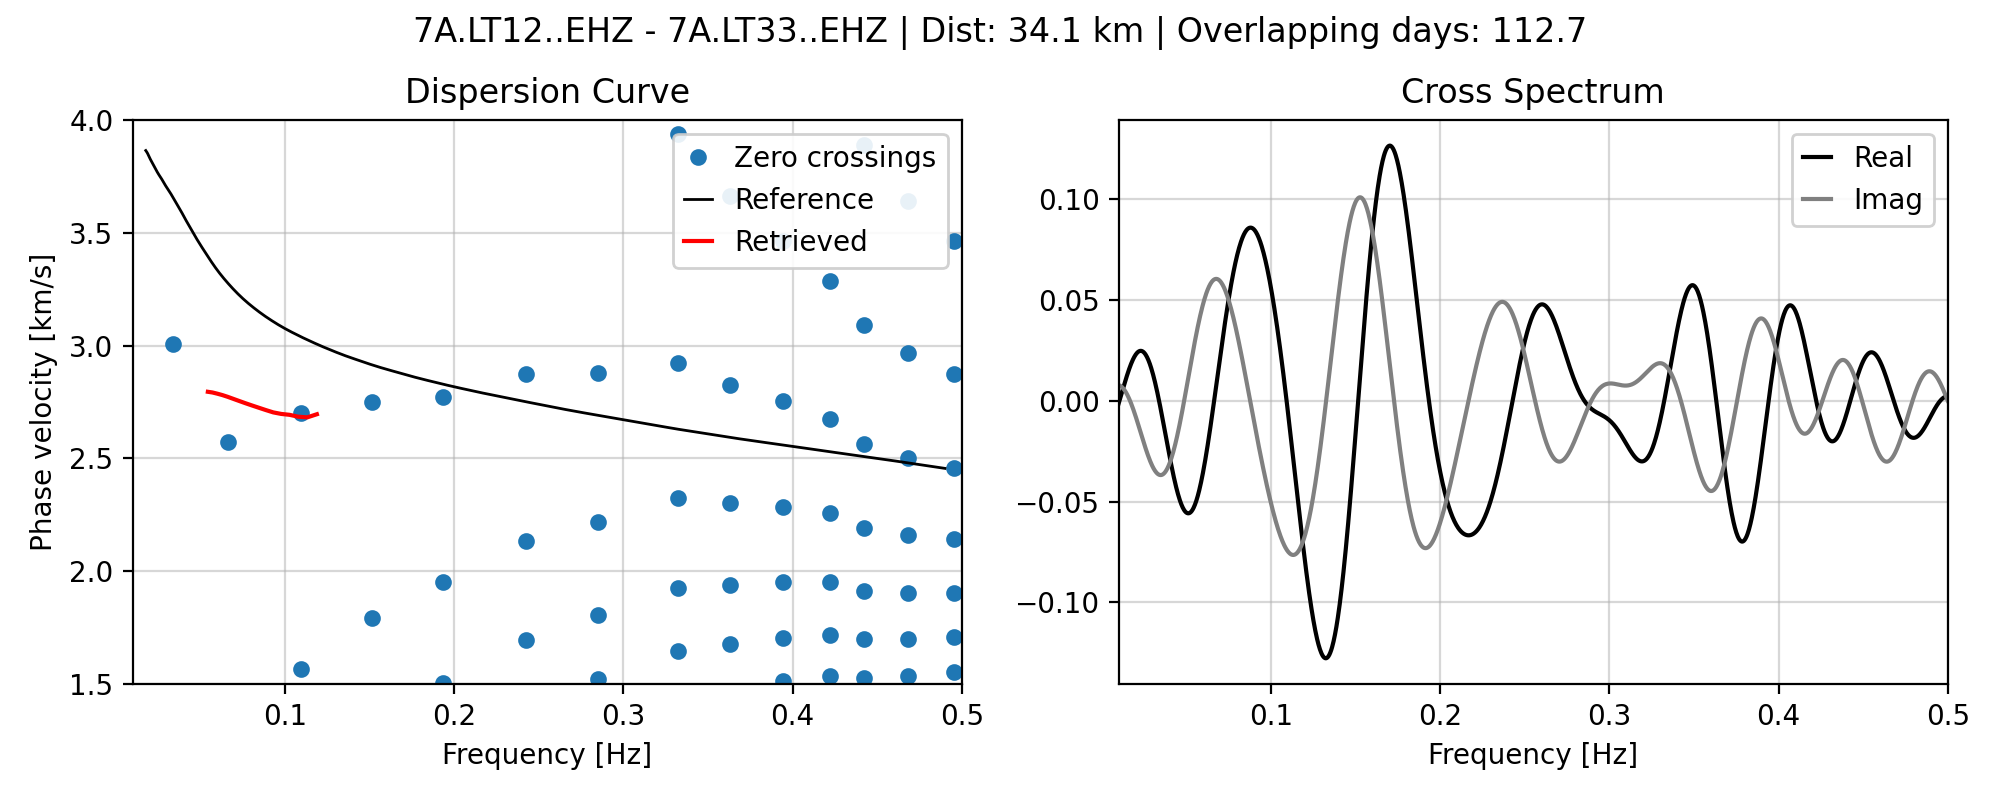 7A.LT12..EHZ - 7A.LT33..EHZ | Dist: 34.1 km | Overlapping days: 112.7
Dispersion Curve
Phase velocity [km/s]
4.0
3.5
3.0
2.5
2.0
1.5
0.1
0.2
0.3
0.4
0.5
Frequency [Hz]
Zero crossings
Reference
Retrieved
Cross Spectrum
0.10
0.05
0.00
−0.05
−0.10
0.1
0.2
0.3
0.4
0.5
Frequency [Hz]
Real
Imag